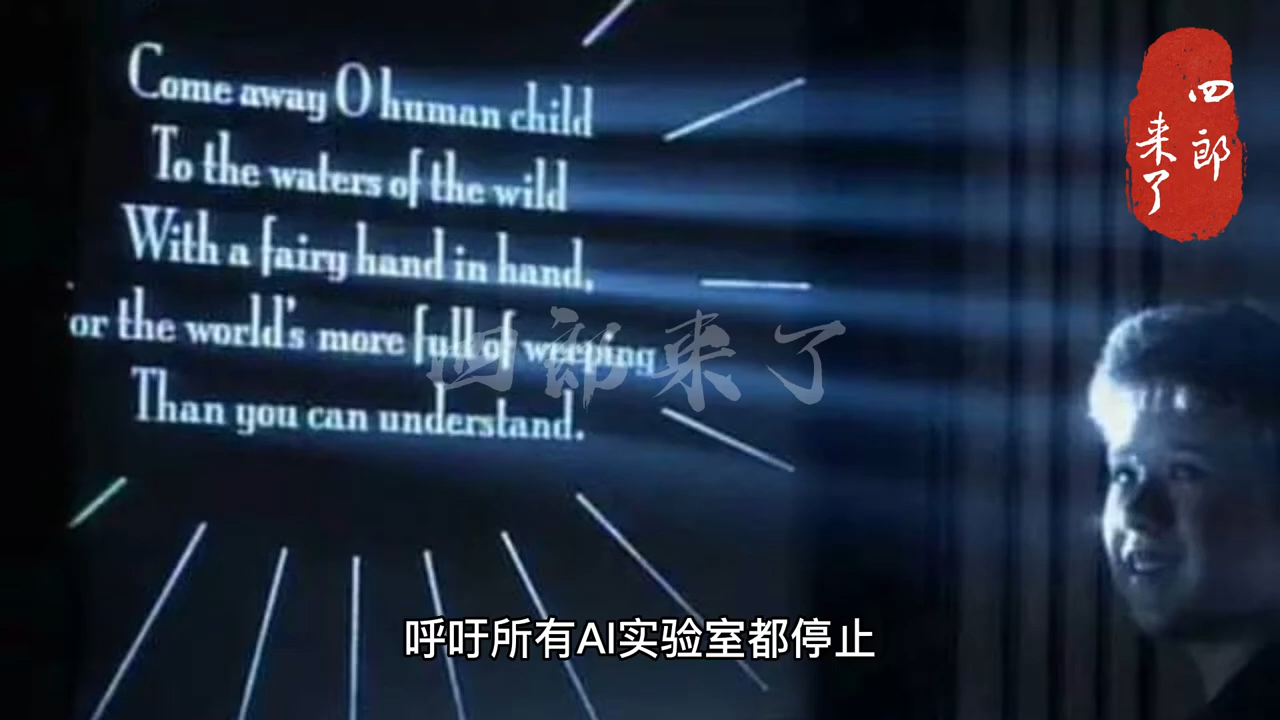 Come away O human child
To the waters of the wild
With a fairy hand in hand,
or the world's more full of weeping
Than you can understand.
四郎
来了
四郎来了
呼吁所有AI实验室都停止